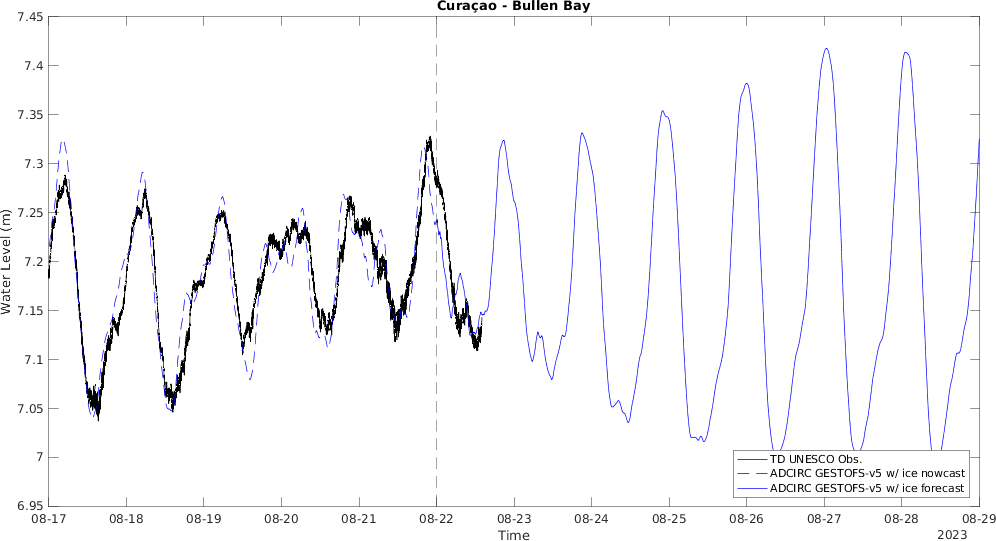 Curaçao - Bullen Bay
7.45
7.4
7.35
7.3
7.25
7.2
7.15
7.1
7.05
7
6.95
Water Level (m)
TD UNESCO Obs.
ADCIRC GESTOFS-v5 w/ ice nowcast
ADCIRC GESTOFS-v5 w/ ice forecast
08-17 08-18 08-19 08-20 08-21 08-22 08-23 08-24 08-25 08-26 08-27 08-28 08-29
Time
2023